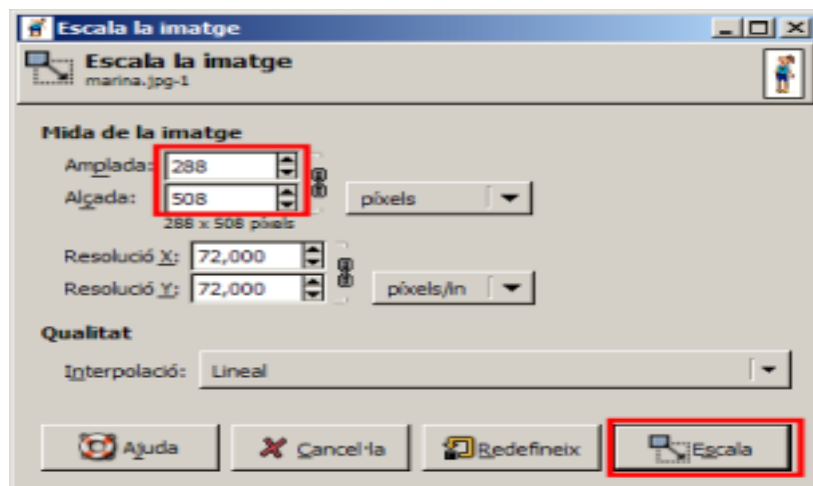 Escala la imatge
Escala la imatge
marina.jpg-1
Mida de la imatge
Amplada: 288
Alçada: 508 píxels
288 x 508 píxels
Resolució X: 72,000
Resolució Y: 72,000 píxels/in
Qualitat
Interpolació: Lineal
Ajuda Cancel·la Redefineix Escala